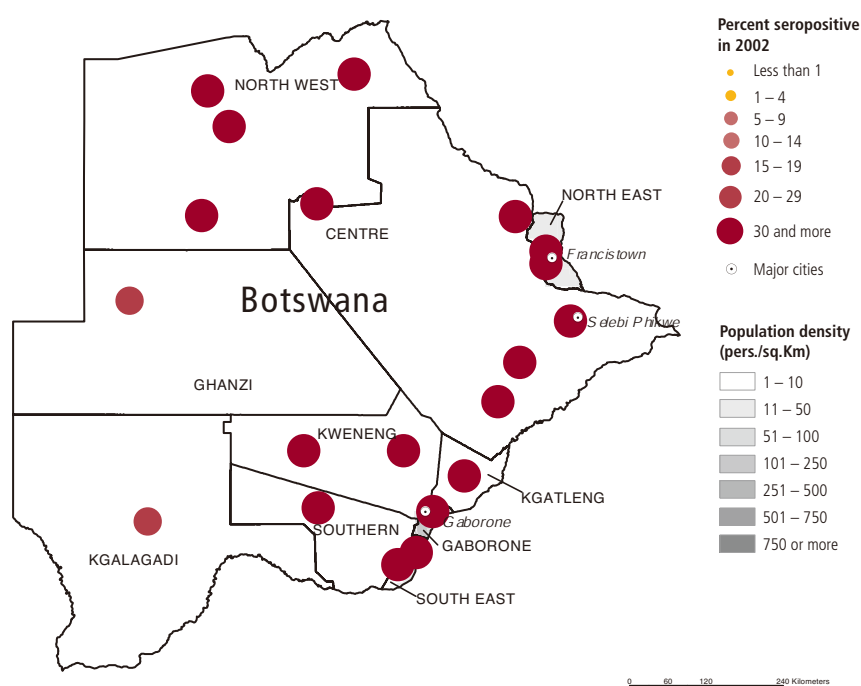 Percent seropositive
in 2002
Less than 1
1 – 4
5 – 9
10 – 14
15 – 19
20 – 29
30 and more
Major cities
Population density
(pers./sq.Km)
1 – 10
11 – 50
51 – 100
101 – 250
251 – 500
501 – 750
750 or more
NORTH WEST
NORTH EAST
CENTRE
Francistown
Botswana
Selebi Phikwe
GHANZI
KWENENG
KGATLENG
SOUTHERN
Gaborone
GABORONE
KGALAGADI
SOUTH EAST
0 60 120 240 Kilometers